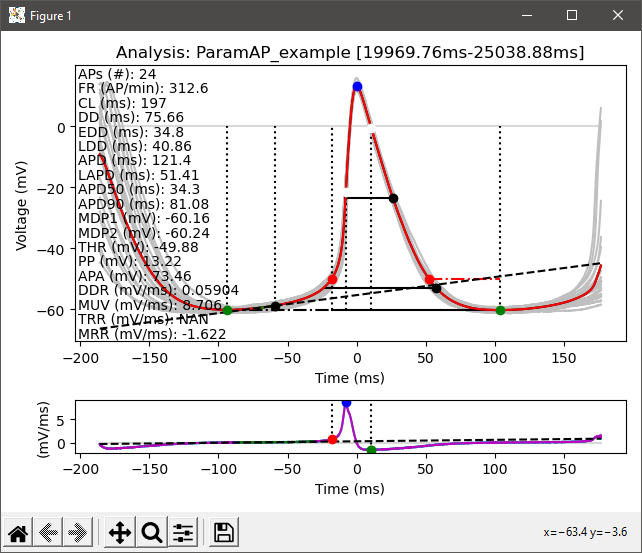 Figure 1
Analysis: ParamAP_example [19969.76ms-25038.88ms]
APs (#): 24
FR (AP/min): 312.6
CL (ms): 197
DD (ms): 75.66
EDD (ms): 34.8
LDD (ms): 40.86
APD (ms): 121.4
LAPD (ms): 51.41
APD50 (ms): 34.3
APD90 (ms): 81.08
MDP1 (mV): -60.16
MDP2 (mV): -60.24
THR (mV): -49.88
PP (mV): 13.22
APA (mV): 73.46
DDR (mV/ms): 0.05904
MUV (mV/ms): 8.706
TRR (mV/ms): NAN
MRR (mV/ms): -1.622
Voltage (mV)
0
−20
−40
−60
−200 −150 −100 −50 0 50 100 150
Time (ms)
(mV/ms)
5
0
−200 −150 −100 −50 0 50 100 150
Time (ms)
x=−63.4 y=−3.6